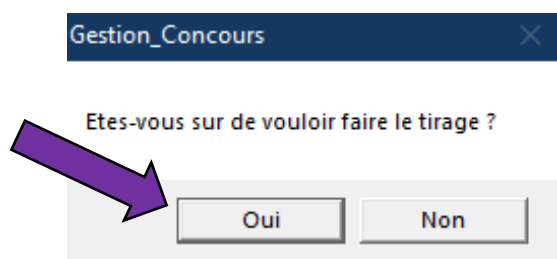 Gestion_Concours
Etes-vous sur de vouloir faire le tirage ?
Oui
Non